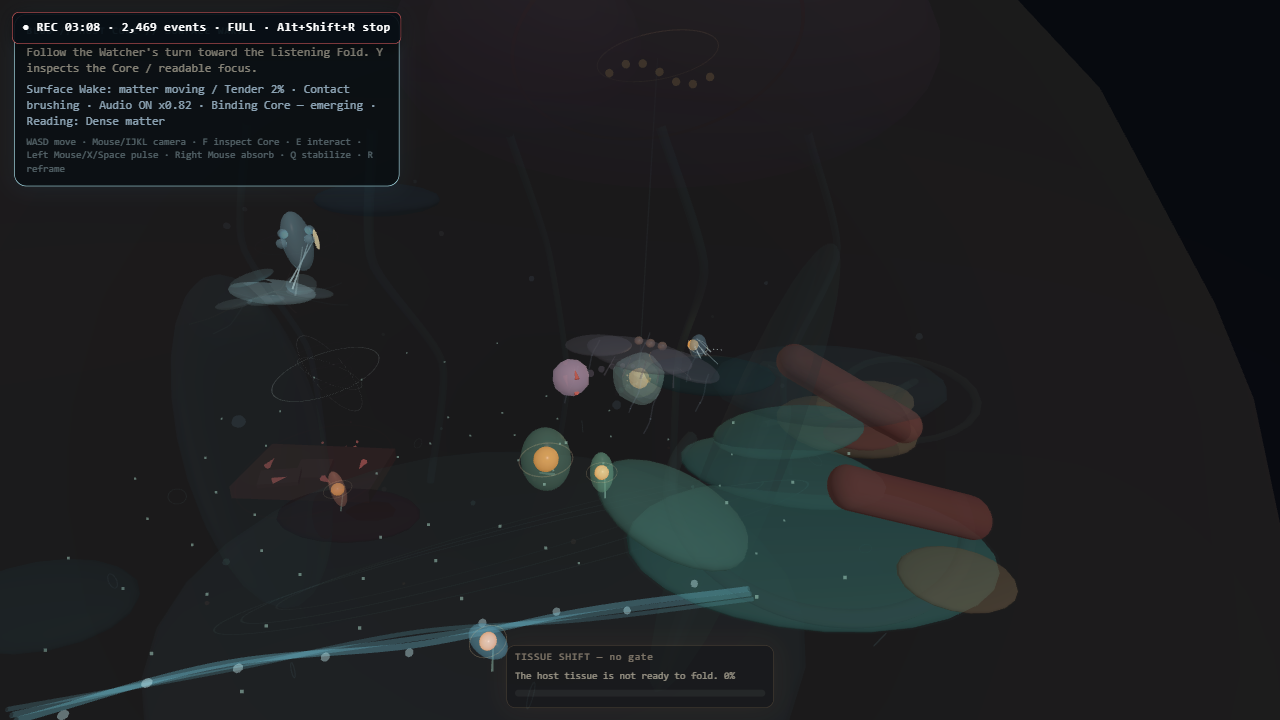 ● REC 03:08 · 2,469 events · FULL · Alt+Shift+R stop
Follow the Watcher's turn toward the Listening Fold. Y
inspects the Core / readable focus.
Surface Wake: matter moving / Tender 2% · Contact
brushing · Audio ON x0.82 · Binding Core — emerging ·
Reading: Dense matter
WASD move · Mouse/IJKL camera · F inspect Core · E interact ·
Left Mouse/X/Space pulse · Right Mouse absorb · Q stabilize · R
reframe
TISSUE SHIFT — no gate
The host tissue is not ready to fold. 0%